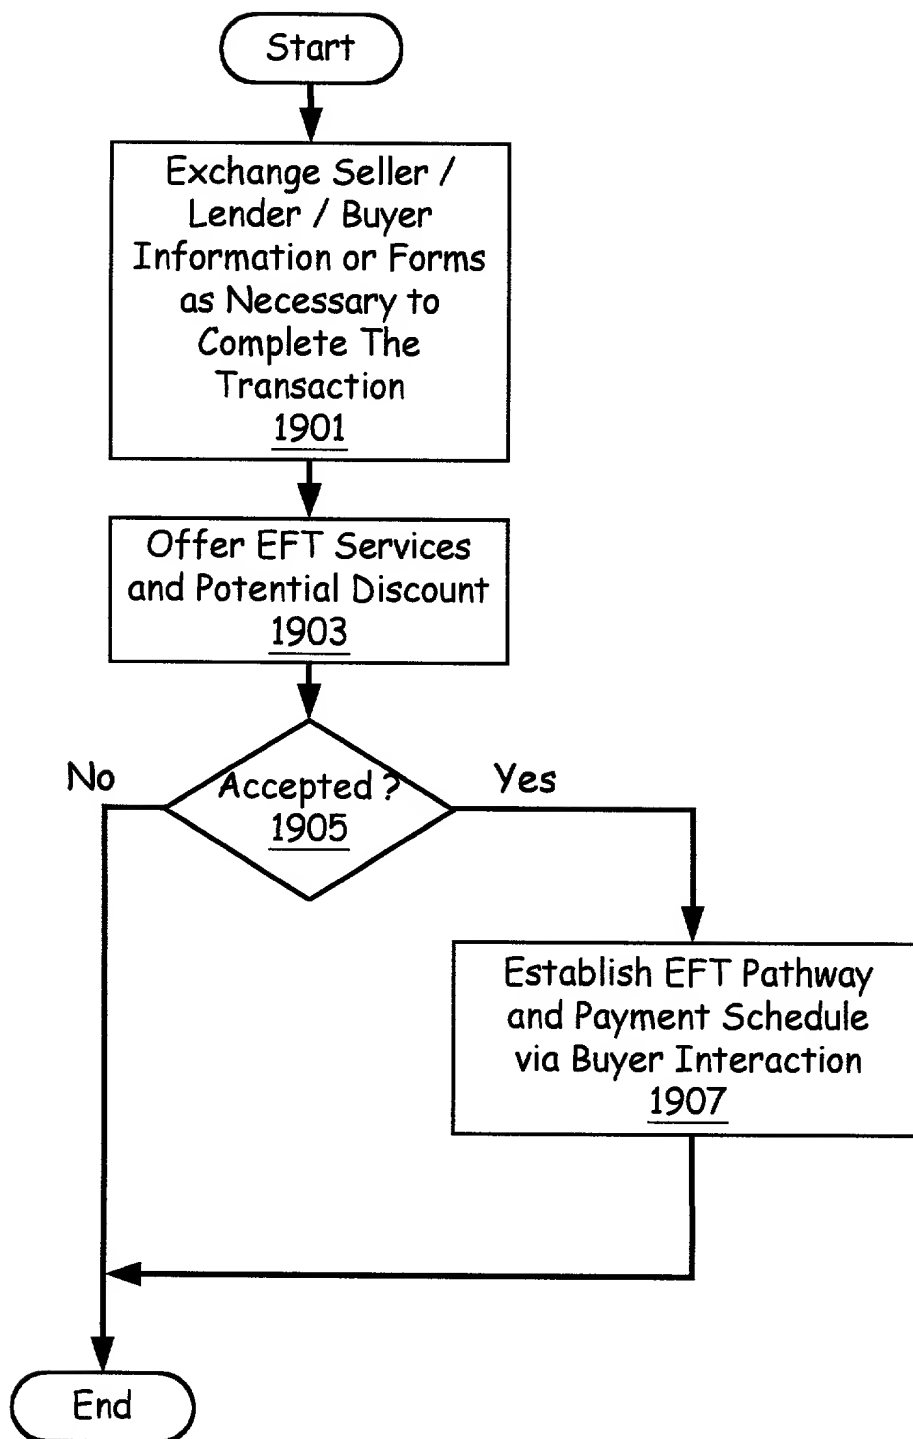 Start
Exchange Seller /
Lender / Buyer
Information or Forms
as Necessary to
Complete The
Transaction
1901
Offer EFT Services
and Potential Discount
1903
No
Accepted ?
Yes
1905
Establish EFT Pathway
and Payment Schedule
via Buyer Interaction
1907
End